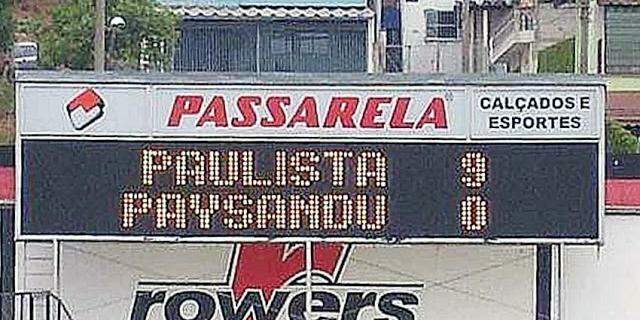 PASSARELA
CALÇADOS E
ESPORTES
PAULISTA 9
PAYSANDU 0
rowers